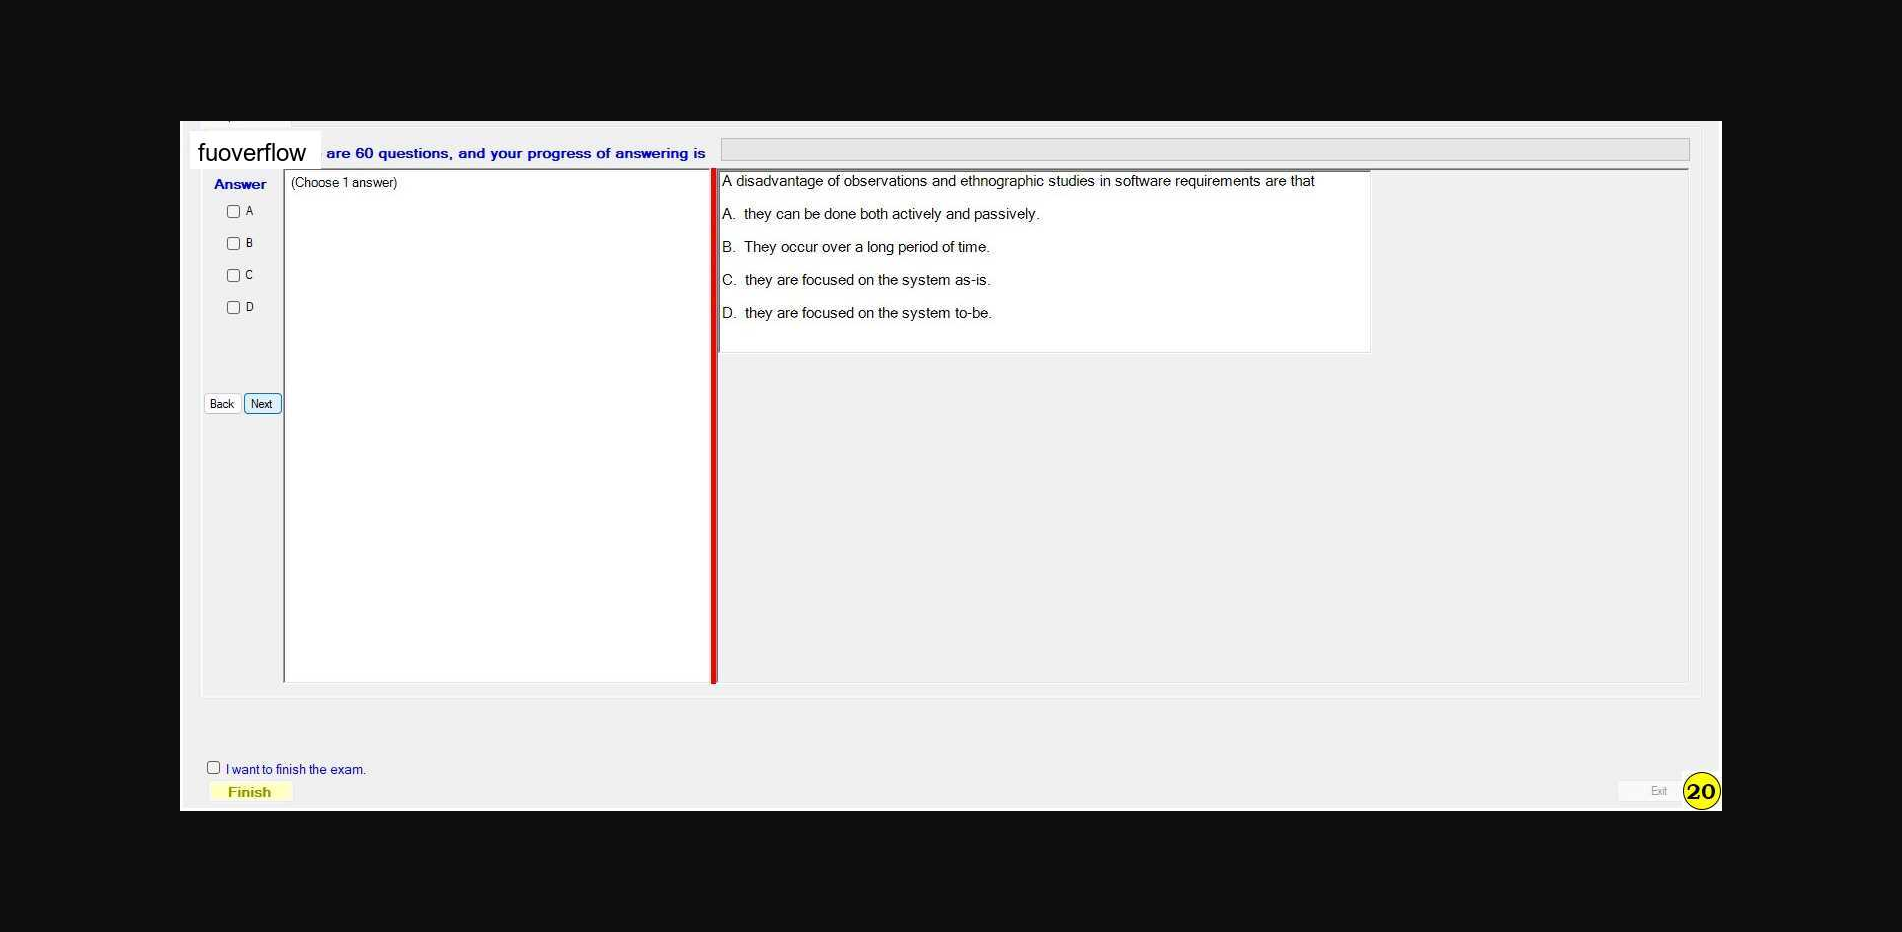 fuoverflow are 60 questions, and your progress of answering is
Answer
A
B
C
D
Back Next
(Choose 1 answer)
A disadvantage of observations and ethnographic studies in software requirements are that
A. they can be done both actively and passively.
B. They occur over a long period of time.
C. they are focused on the system as-is.
D. they are focused on the system to-be.
I want to finish the exam.
Finish
Exit
20